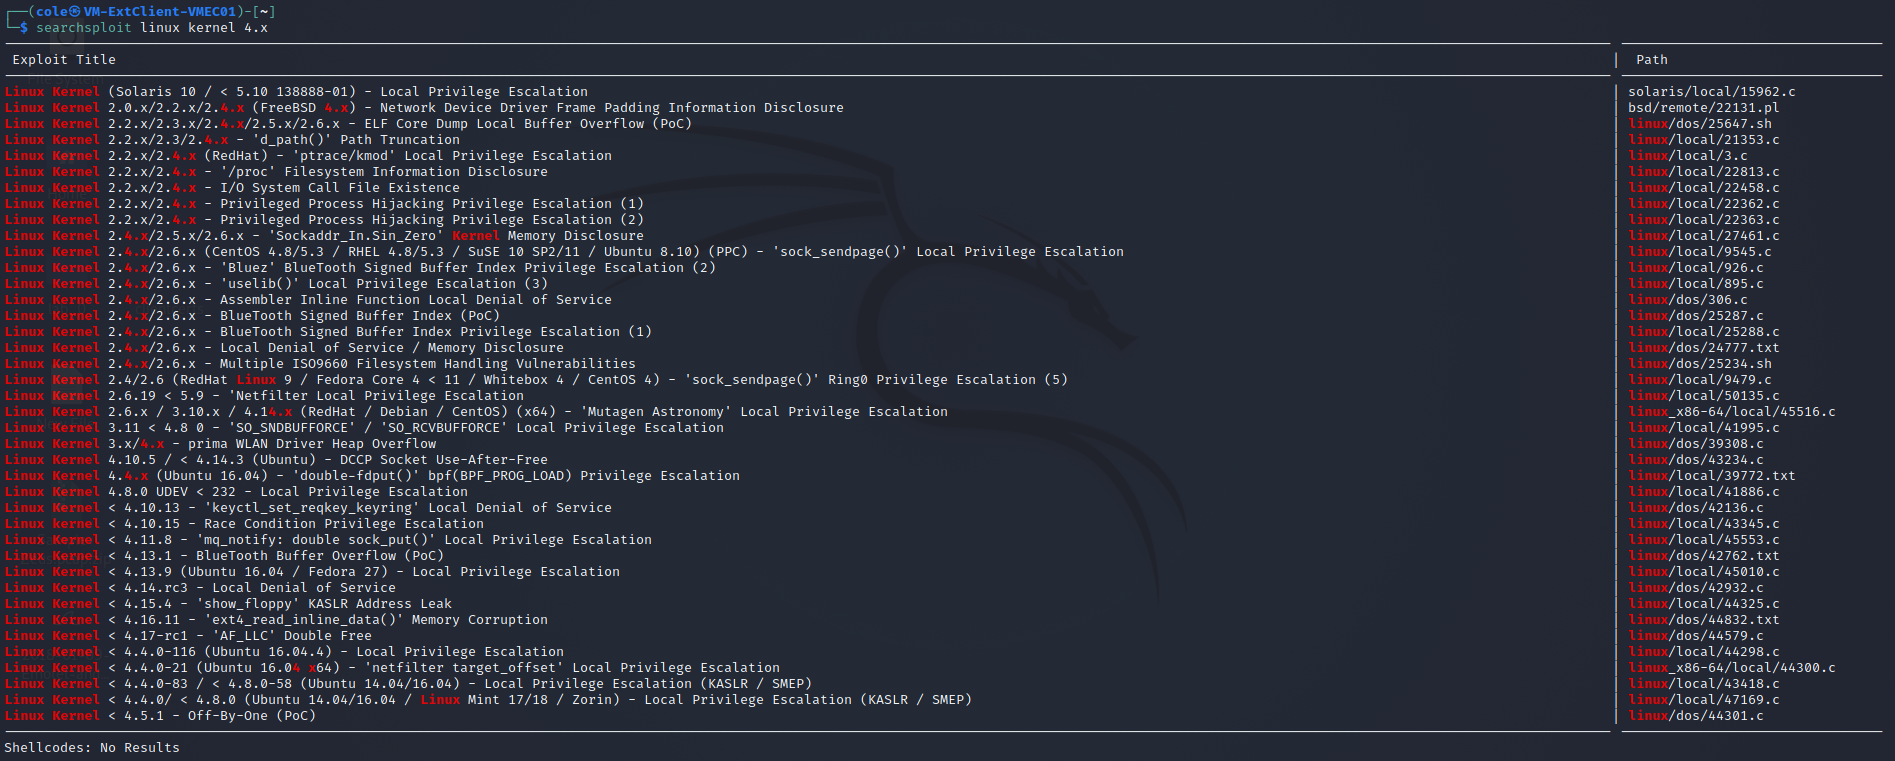 ┌──(cole㉿VM-ExtClient-VMEC01)-[~]
└─$ searchsploit linux kernel 4.x
Exploit Title | Path
Linux Kernel (Solaris 10 / < 5.10 138888-01) - Local Privilege Escalation | solaris/local/15962.c
Linux Kernel 2.0.x/2.2.x/2.4.x (FreeBSD 4.x) - Network Device Driver Frame Padding Information Disclosure | bsd/remote/22131.pl
Linux Kernel 2.2.x/2.3.x/2.4.x/2.5.x/2.6.x - ELF Core Dump Local Buffer Overflow (PoC) | linux/dos/25647.sh
Linux Kernel 2.2.x/2.3/2.4.x - 'd_path()' Path Truncation | linux/local/21353.c
Linux Kernel 2.2.x/2.4.x (RedHat) - 'ptrace/kmod' Local Privilege Escalation | linux/local/3.c
Linux Kernel 2.2.x/2.4.x - '/proc' Filesystem Information Disclosure | linux/local/22813.c
Linux Kernel 2.2.x/2.4.x - I/O System Call File Existence | linux/local/22458.c
Linux Kernel 2.2.x/2.4.x - Privileged Process Hijacking Privilege Escalation (1) | linux/local/22362.c
Linux Kernel 2.2.x/2.4.x - Privileged Process Hijacking Privilege Escalation (2) | linux/local/22363.c
Linux Kernel 2.4.x/2.5.x/2.6.x - 'Sockaddr_In.Sin_Zero' Kernel Memory Disclosure | linux/local/27461.c
Linux Kernel 2.4.x/2.6.x (CentOS 4.8/5.3 / RHEL 4.8/5.3 / SuSE 10 SP2/11 / Ubuntu 8.10) (PPC) - 'sock_sendpage()' Local Privilege Escalation | linux/local/9545.c
Linux Kernel 2.4.x/2.6.x - 'Bluez' BlueTooth Signed Buffer Index Privilege Escalation (2) | linux/local/926.c
Linux Kernel 2.4.x/2.6.x - 'uselib()' Local Privilege Escalation (3) | linux/local/895.c
Linux Kernel 2.4.x/2.6.x - Assembler Inline Function Local Denial of Service | linux/dos/306.c
Linux Kernel 2.4.x/2.6.x - BlueTooth Signed Buffer Index (PoC) | linux/dos/25287.c
Linux Kernel 2.4.x/2.6.x - BlueTooth Signed Buffer Index Privilege Escalation (1) | linux/local/25288.c
Linux Kernel 2.4.x/2.6.x - Local Denial of Service / Memory Disclosure | linux/dos/24777.txt
Linux Kernel 2.4.x/2.6.x - Multiple ISO9660 Filesystem Handling Vulnerabilities | linux/dos/25234.sh
Linux Kernel 2.4/2.6 (RedHat Linux 9 / Fedora Core 4 < 11 / Whitebox 4 / CentOS 4) - 'sock_sendpage()' Ring0 Privilege Escalation (5) | linux/local/9479.c
Linux Kernel 2.6.19 < 5.9 - 'Netfilter Local Privilege Escalation | linux/local/50135.c
Linux Kernel 2.6.x / 3.10.x / 4.14.x (RedHat / Debian / CentOS) (x64) - 'Mutagen Astronomy' Local Privilege Escalation | linux_x86-64/local/45516.c
Linux Kernel 3.11 < 4.8 0 - 'SO_SNDBUFFORCE' / 'SO_RCVBUFFORCE' Local Privilege Escalation | linux/local/41995.c
Linux Kernel 3.x/4.x - prima WLAN Driver Heap Overflow | linux/dos/39308.c
Linux Kernel 4.10.5 / < 4.14.3 (Ubuntu) - DCCP Socket Use-After-Free | linux/dos/43234.c
Linux Kernel 4.4.x (Ubuntu 16.04) - 'double-fdput()' bpf(BPF_PROG_LOAD) Privilege Escalation | linux/local/39772.txt
Linux Kernel 4.8.0 UDEV < 232 - Local Privilege Escalation | linux/local/41886.c
Linux Kernel < 4.10.13 - 'keyctl_set_reqkey_keyring' Local Denial of Service | linux/dos/42136.c
Linux kernel < 4.10.15 - Race Condition Privilege Escalation | linux/local/43345.c
Linux Kernel < 4.11.8 - 'mq_notify: double sock_put()' Local Privilege Escalation | linux/local/45553.c
Linux Kernel < 4.13.1 - BlueTooth Buffer Overflow (PoC) | linux/dos/42762.txt
Linux Kernel < 4.13.9 (Ubuntu 16.04 / Fedora 27) - Local Privilege Escalation | linux/local/45010.c
Linux Kernel < 4.14.rc3 - Local Denial of Service | linux/dos/42932.c
Linux Kernel < 4.15.4 - 'show_floppy' KASLR Address Leak | linux/local/44325.c
Linux Kernel < 4.16.11 - 'ext4_read_inline_data()' Memory Corruption | linux/dos/44832.txt
Linux Kernel < 4.17-rc1 - 'AF_LLC' Double Free | linux/dos/44579.c
Linux Kernel < 4.4.0-116 (Ubuntu 16.04.4) - Local Privilege Escalation | linux/local/44298.c
Linux Kernel < 4.4.0-21 (Ubuntu 16.04 x64) - 'netfilter target_offset' Local Privilege Escalation | linux_x86-64/local/44300.c
Linux Kernel < 4.4.0-83 / < 4.8.0-58 (Ubuntu 14.04/16.04) - Local Privilege Escalation (KASLR / SMEP) | linux/local/43418.c
Linux Kernel < 4.4.0/ < 4.8.0 (Ubuntu 14.04/16.04 / Linux Mint 17/18 / Zorin) - Local Privilege Escalation (KASLR / SMEP) | linux/local/47169.c
Linux Kernel < 4.5.1 - Off-By-One (PoC) | linux/dos/44301.c
Shellcodes: No Results